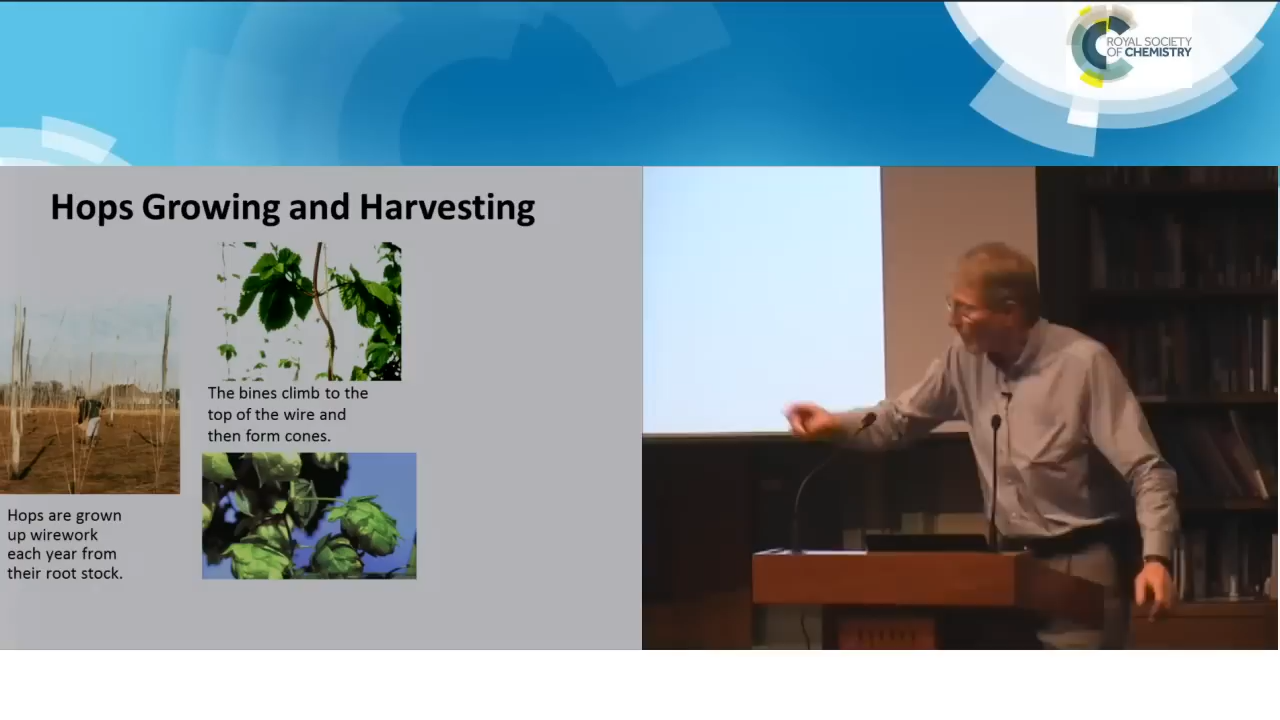 ROYAL SOCIETY
OF CHEMISTRY
Hops Growing and Harvesting
The bines climb to the
top of the wire and
then form cones.
Hops are grown
up wirework
each year from
their root stock.